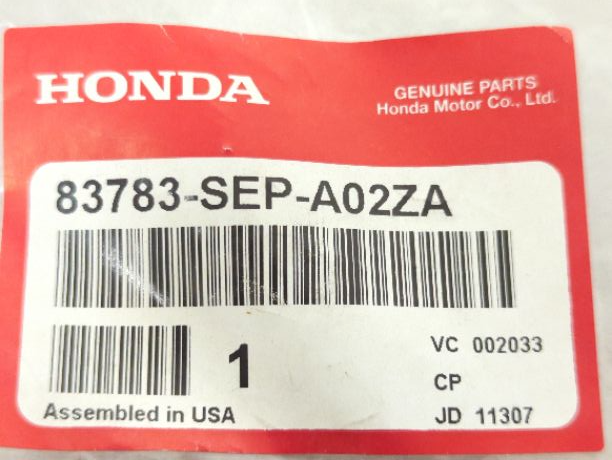 HONDA
GENUINE PARTS
Honda Motor Co., Ltd.
83783-SEP-A02ZA
1
VC 002033
CP
Assembled in USA
JD 11307